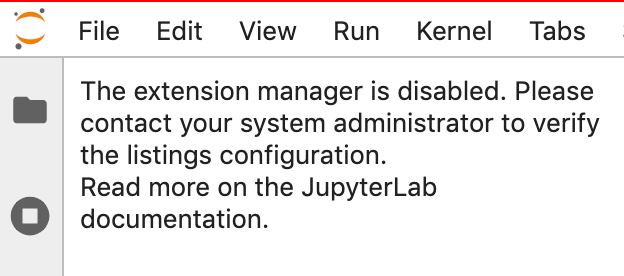 File Edit View Run Kernel Tabs
The extension manager is disabled. Please
contact your system administrator to verify
the listings configuration.
Read more on the JupyterLab
documentation.